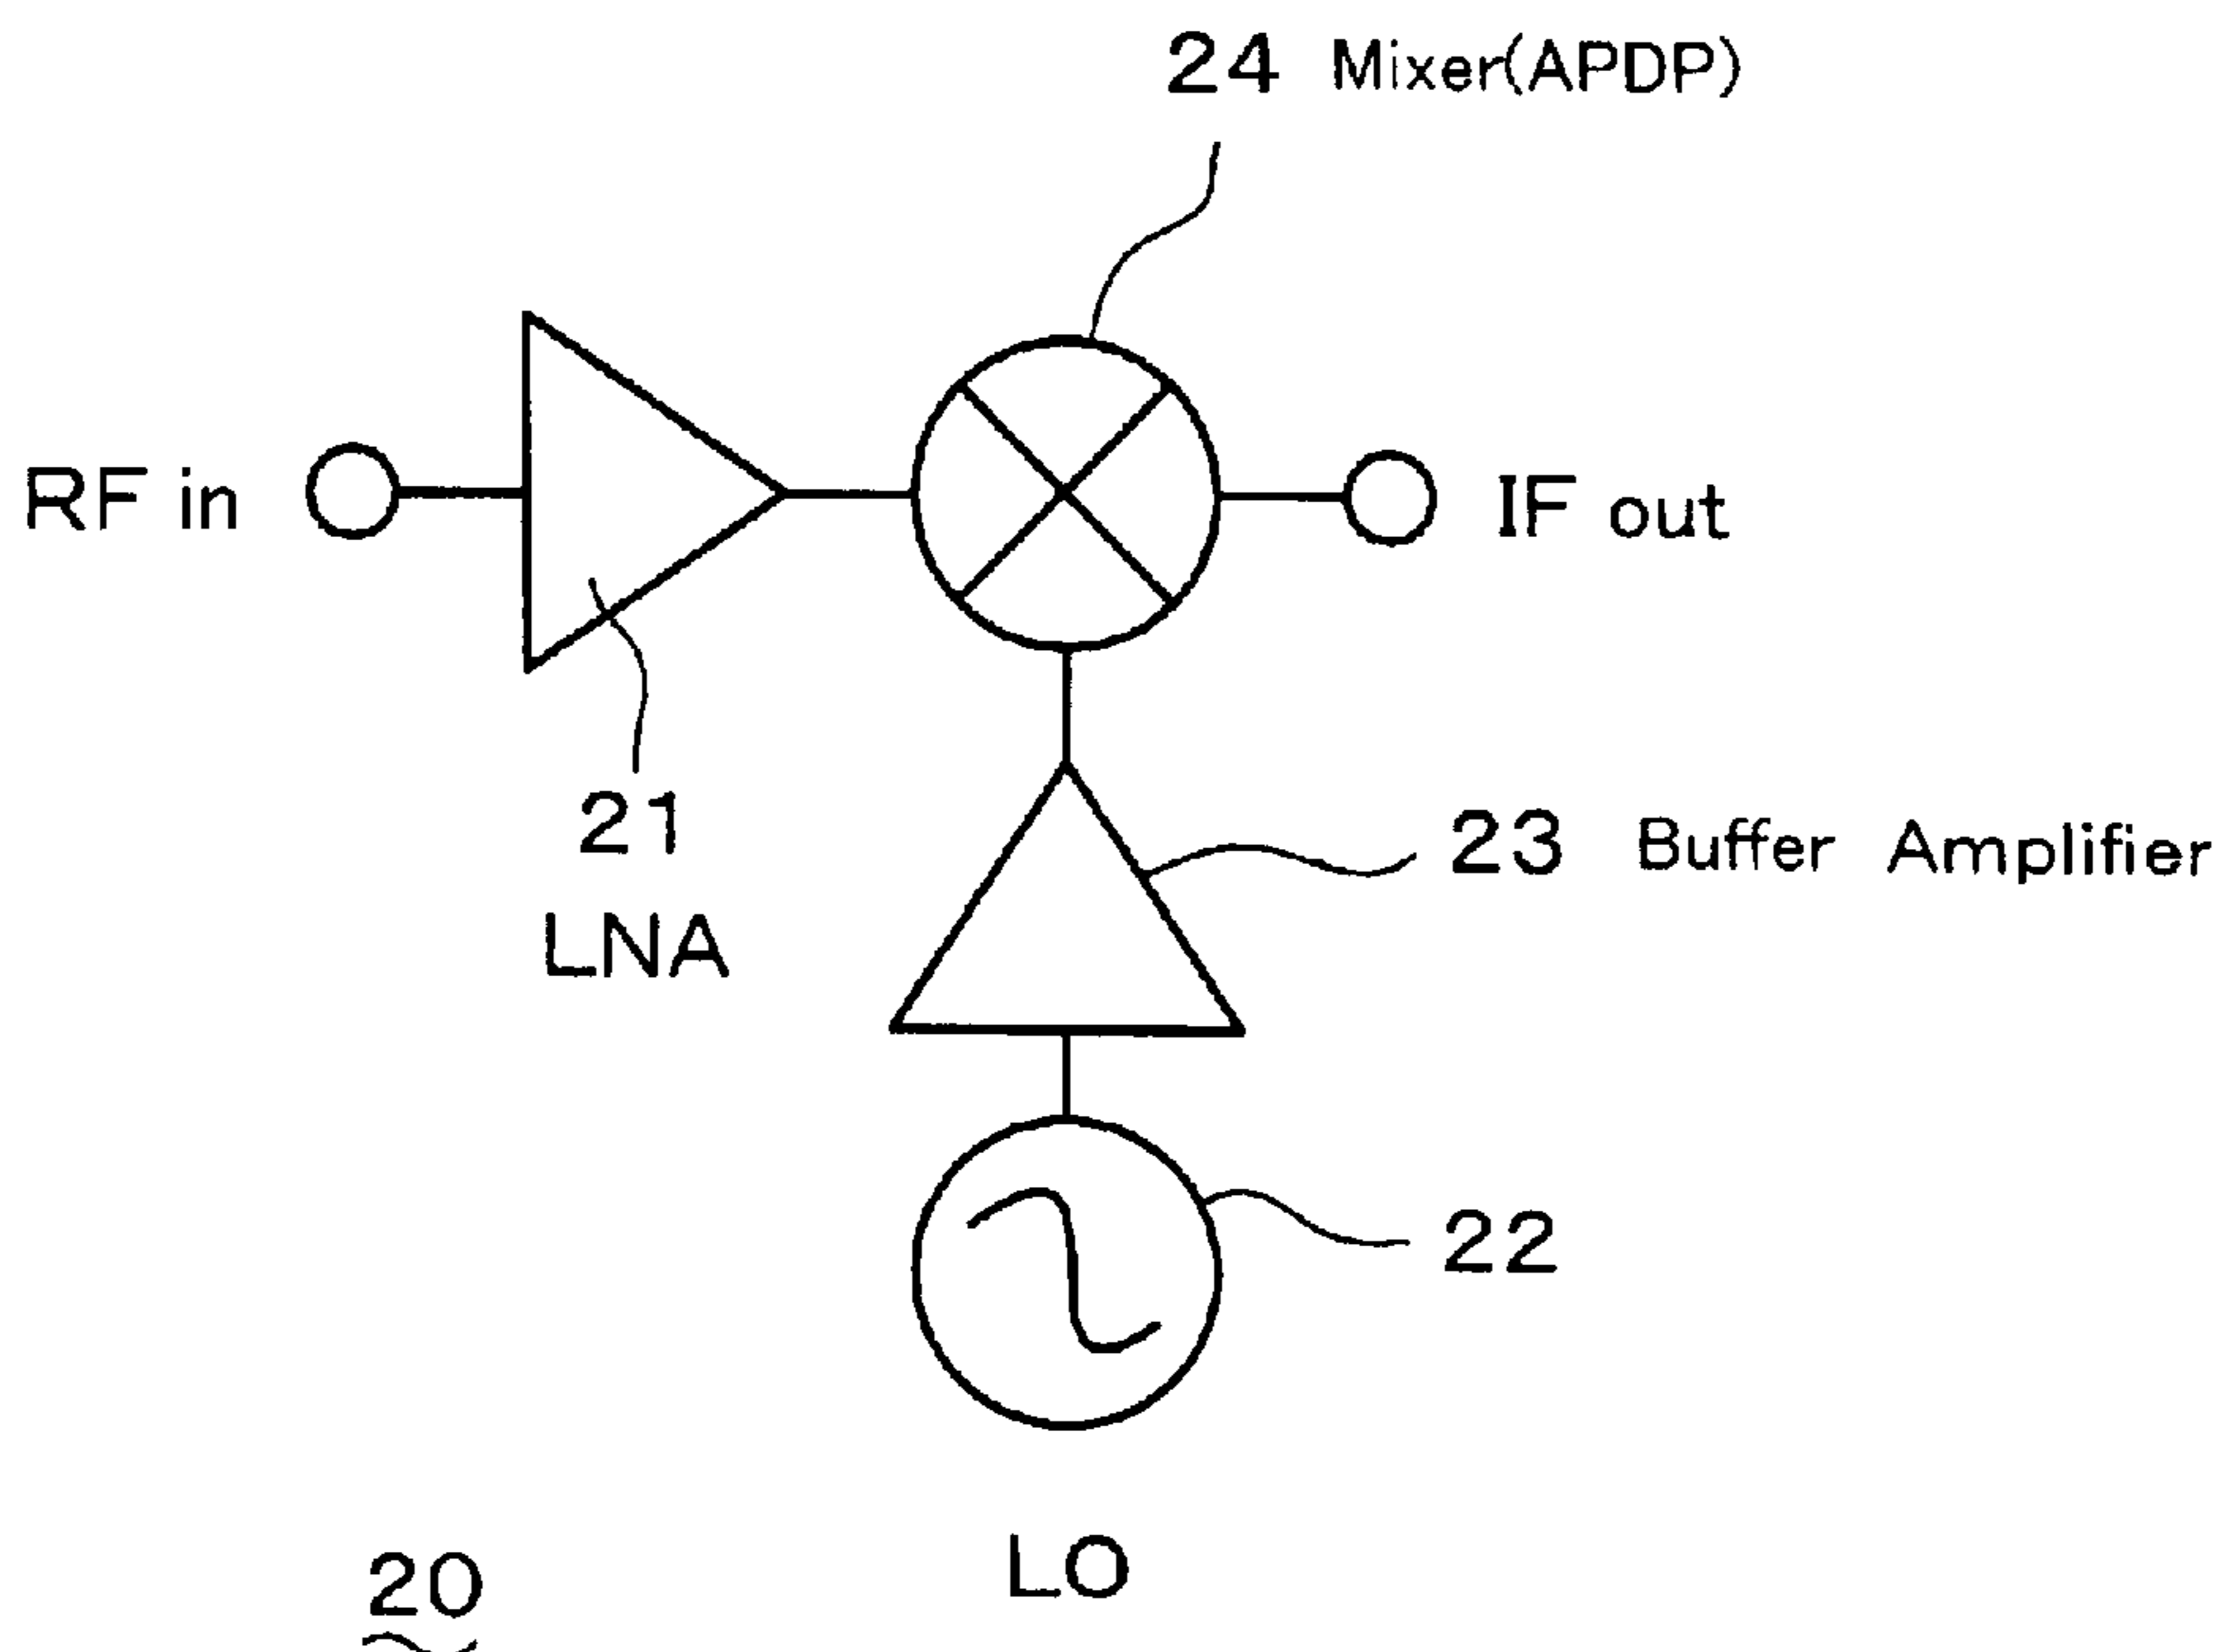 24 Mixer(APDP)
RF in
IF out
21
LNA
23 Buffer Amplifier
22
LO
20